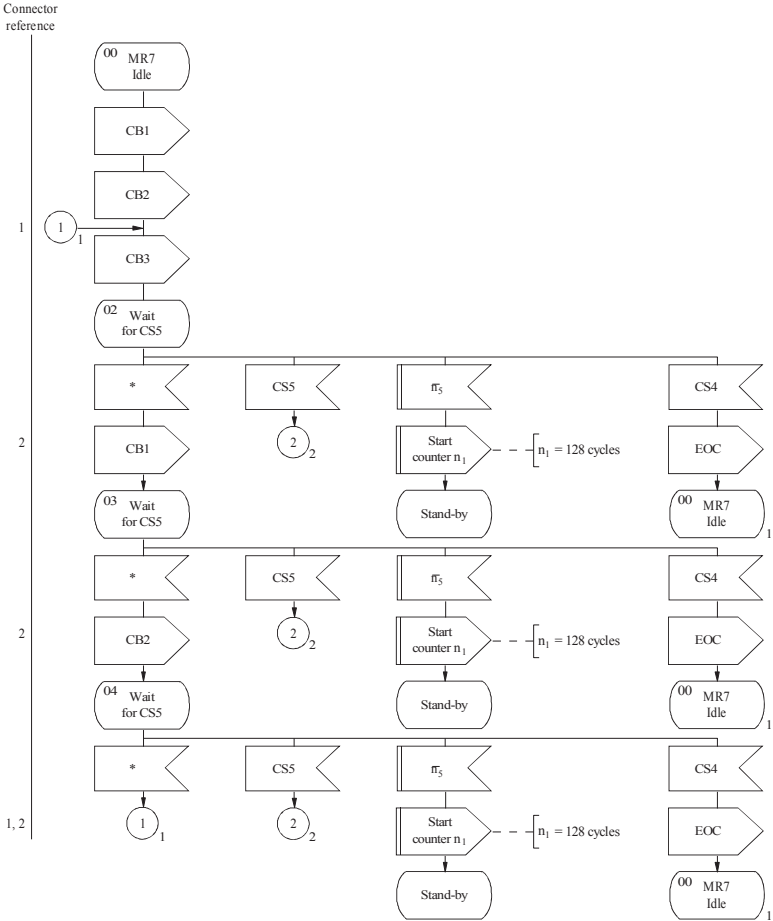 Connector
reference
00 MR7
Idle
CB1
CB2
1 1 1
CB3
02 Wait
for CS5
* CS5 π5 CS4
2 CB1 2 2 Start
counter n1 n1 = 128 cycles EOC
03 Wait
for CS5 Stand-by 00 MR7
Idle 1
* CS5 π5 CS4
2 CB2 2 2 Start
counter n1 n1 = 128 cycles EOC
04 Wait
for CS5 Stand-by 00 MR7
Idle 1
* CS5 π5 CS4
1, 2 1 1 2 2 Start
counter n1 n1 = 128 cycles EOC
Stand-by 00 MR7
Idle 1